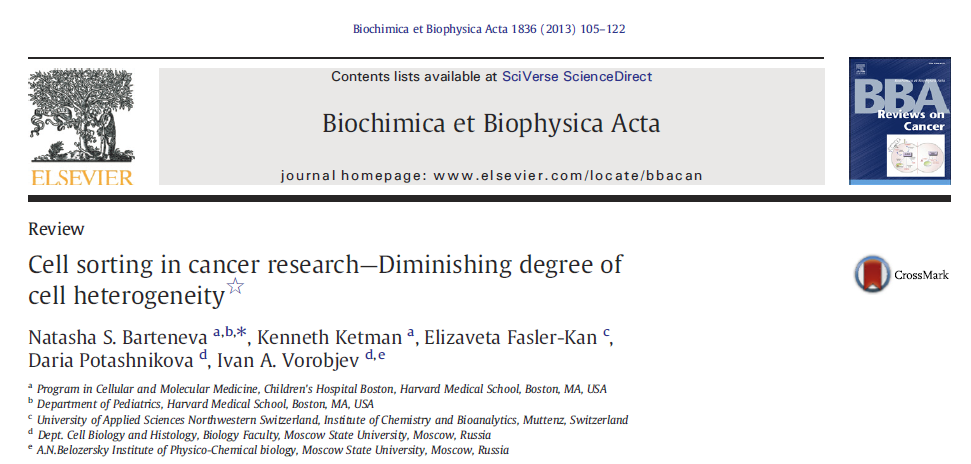 Biochimica et Biophysica Acta 1836 (2013) 105–122
Contents lists available at SciVerse ScienceDirect
Biochimica et Biophysica Acta
journal homepage: www.elsevier.com/locate/bbacan
ELSEVIER
BBA
Reviews on
Cancer
Review
Cell sorting in cancer research—Diminishing degree of
cell heterogeneity☆
CrossMark
Natasha S. Barteneva a,b,*, Kenneth Ketman a, Elizaveta Fasler-Kan c,
Daria Potashnikova d, Ivan A. Vorobjev d,e
a Program in Cellular and Molecular Medicine, Children's Hospital Boston, Harvard Medical School, Boston, MA, USA
b Department of Pediatrics, Harvard Medical School, Boston, MA, USA
c University of Applied Sciences Northwestern Switzerland, Institute of Chemistry and Bioanalytics, Muttenz, Switzerland
d Dept. Cell Biology and Histology, Biology Faculty, Moscow State University, Moscow, Russia
e A.N.Belozersky Institute of Physico-Chemical biology, Moscow State University, Moscow, Russia